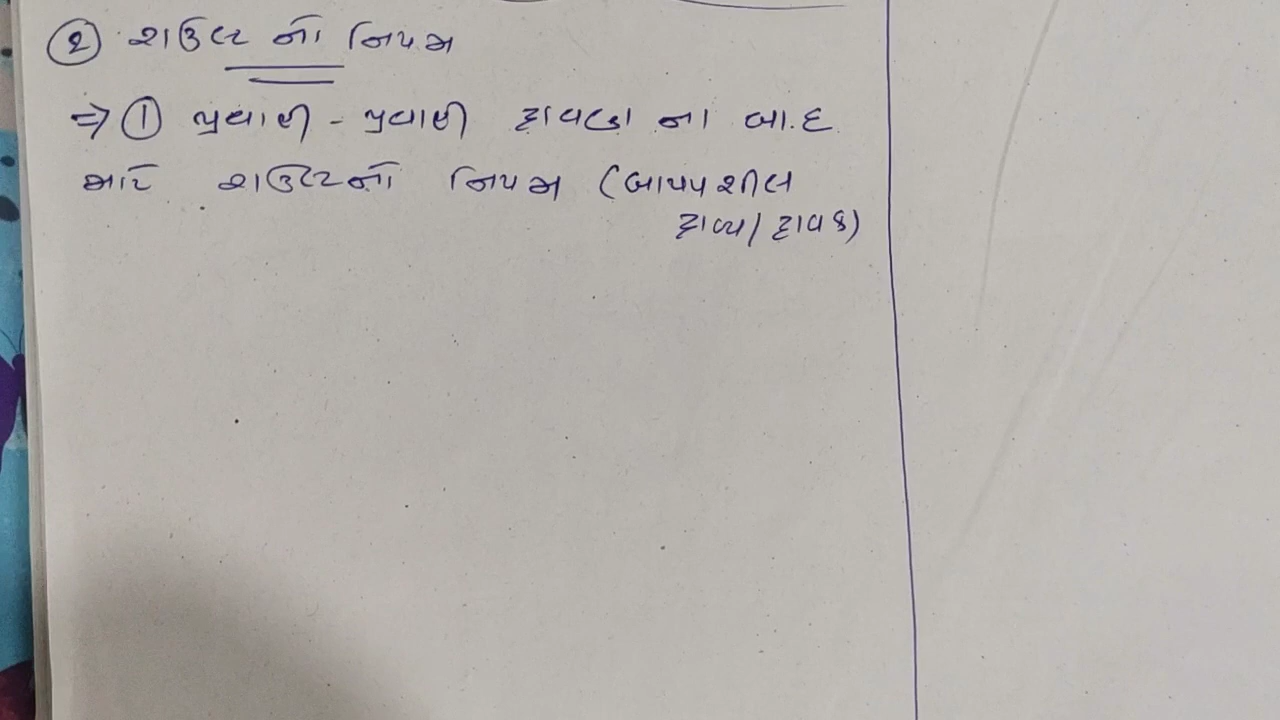 ② રાઉલ્ટ નો નિયમ
⇒ ① પ્રવાહી - પ્રવાહી દ્રાવણ ના બા.દ
માટે રાઉલ્ટનો નિયમ (બાષ્પશીલ
દ્રાવ્ય/દ્રાવક)